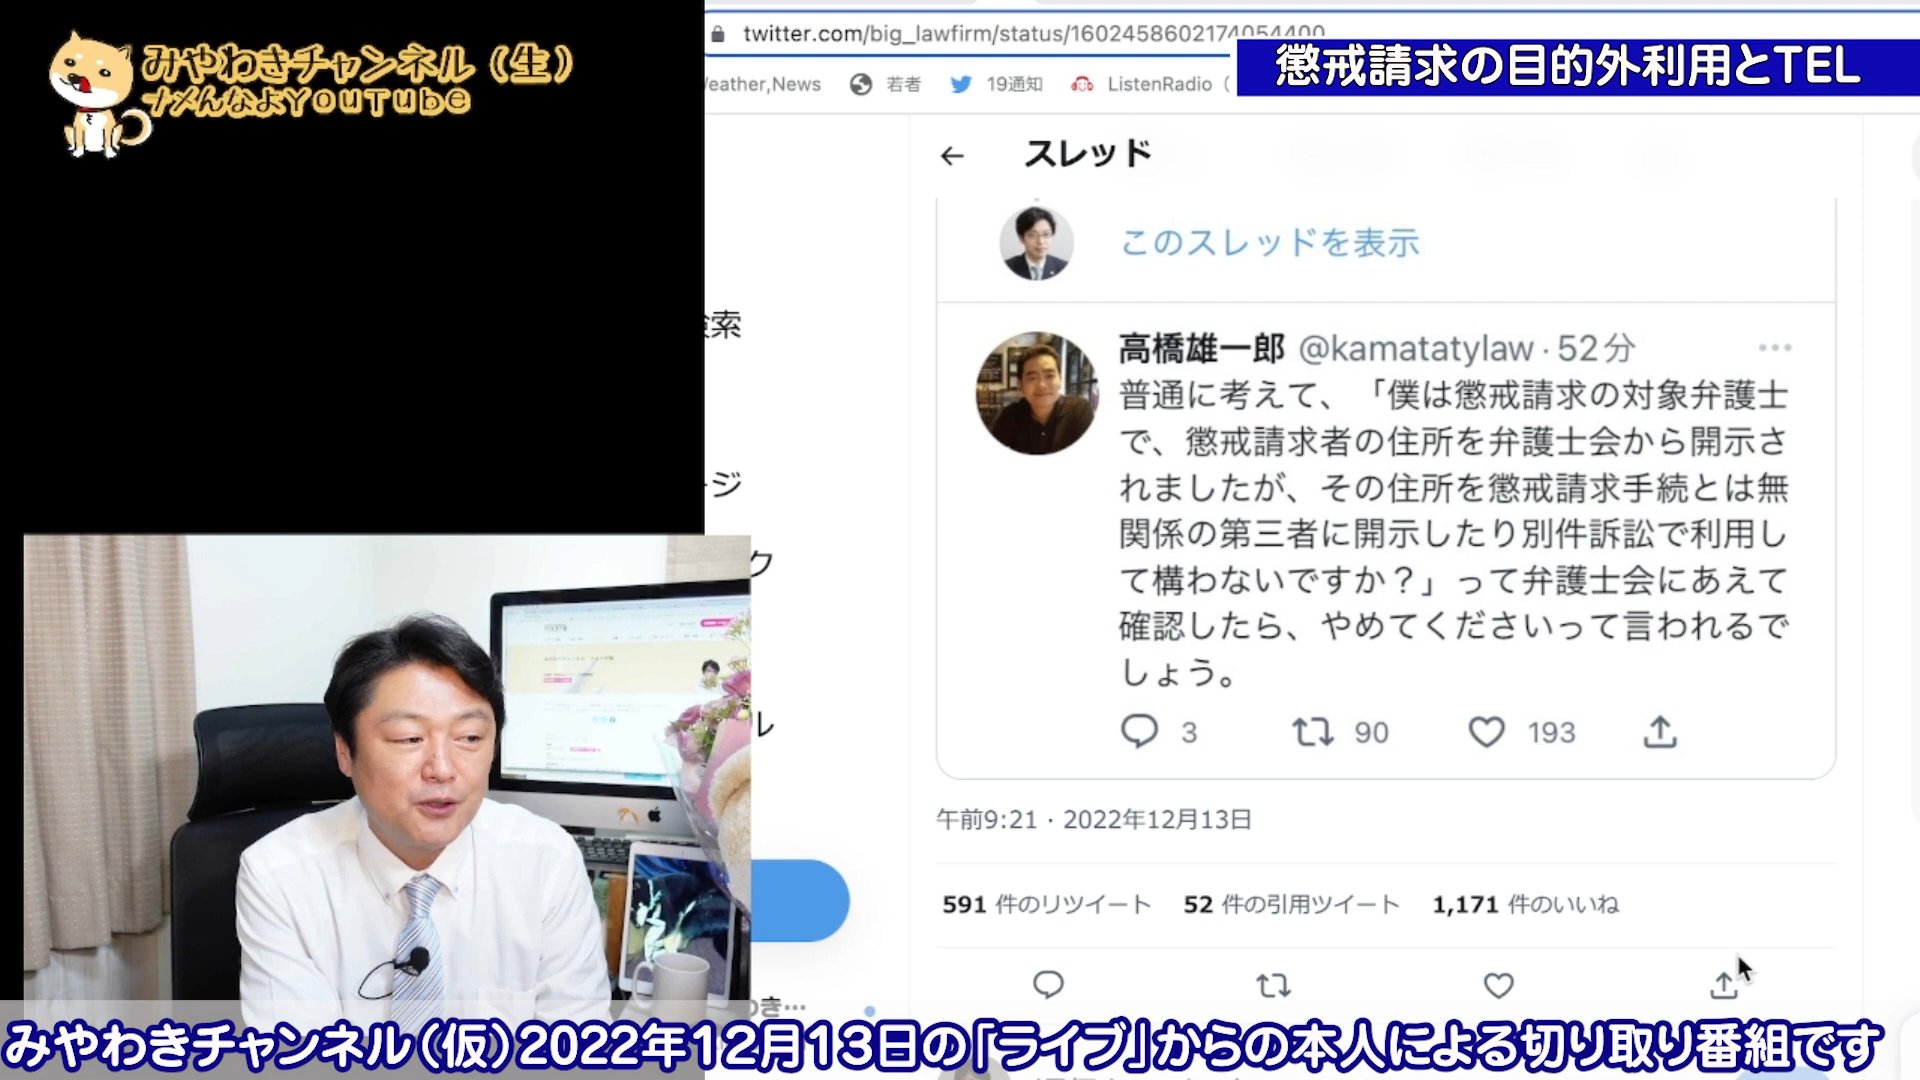 みやわきチャンネル（生）
ナメんなよYouTube
twitter.com/big_lawfirm/status/1602458602174054400
懲戒請求の目的外利用とTEL
eather,News
若者
19通知
ListenRadio（
スレッド
このスレッドを表示
検索
高橋雄一郎 @kamatatylaw · 52分
普通に考えて、「僕は懲戒請求の対象弁護士
で、懲戒請求者の住所を弁護士会から開示さ
れましたが、その住所を懲戒請求手続とは無
関係の第三者に開示したり別件訴訟で利用し
て構わないですか？」って弁護士会にあえて
確認したら、やめてくださいって言われるで
しょう。
ージ
ク
ル
3 90 193
午前9:21 · 2022年12月13日
591 件のリツイート 52 件の引用ツイート 1,171 件のいいね
わき…
みやわきチャンネル（仮）2022年12月13日の「ライブ」からの本人による切り取り番組です